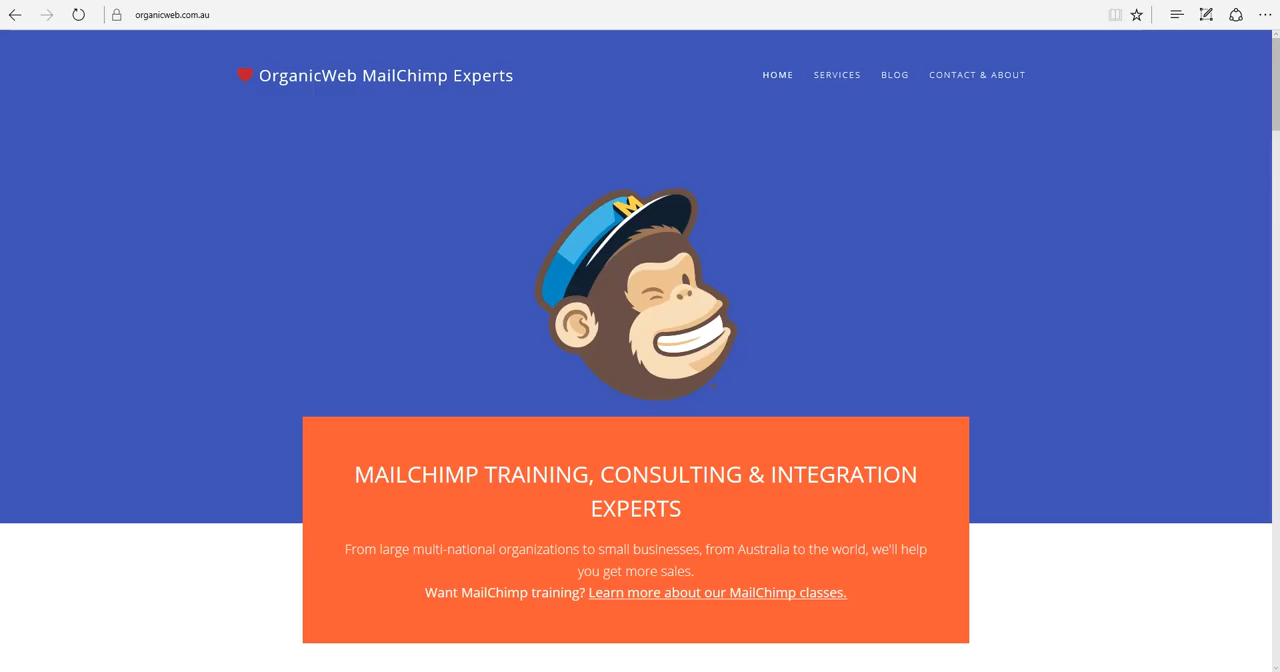 organicweb.com.au
OrganicWeb MailChimp Experts
HOME SERVICES BLOG CONTACT & ABOUT
M
MAILCHIMP TRAINING, CONSULTING & INTEGRATION
EXPERTS
From large multi-national organizations to small businesses, from Australia to the world, we'll help
you get more sales.
Want MailChimp training? Learn more about our MailChimp classes.